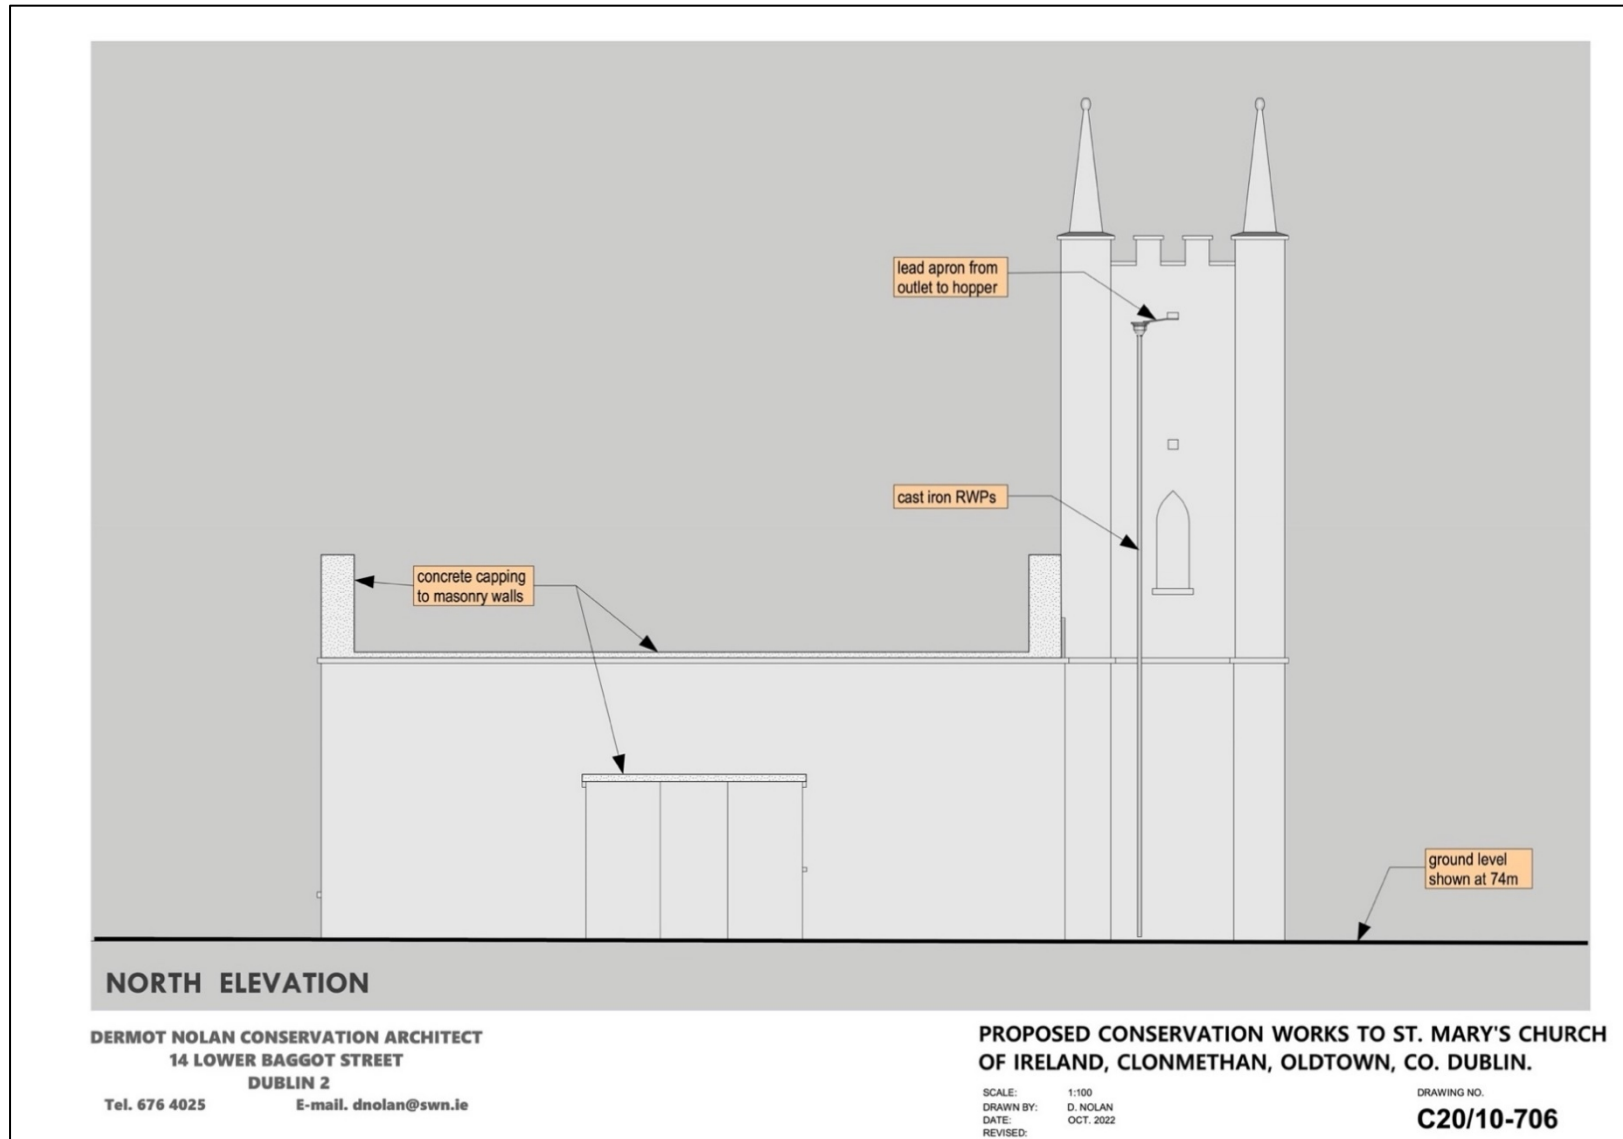 lead apron from
outlet to hopper
cast iron RWPs
concrete capping
to masonry walls
ground level
shown at 74m
NORTH ELEVATION
DERMOT NOLAN CONSERVATION ARCHITECT
14 LOWER BAGGOT STREET
DUBLIN 2
Tel. 676 4025 E-mail. dnolan@swn.ie
PROPOSED CONSERVATION WORKS TO ST. MARY'S CHURCH
OF IRELAND, CLONMETHAN, OLDTOWN, CO. DUBLIN.
SCALE: 1:100
DRAWN BY: D. NOLAN
DATE: OCT. 2022
REVISED:
DRAWING NO.
C20/10-706